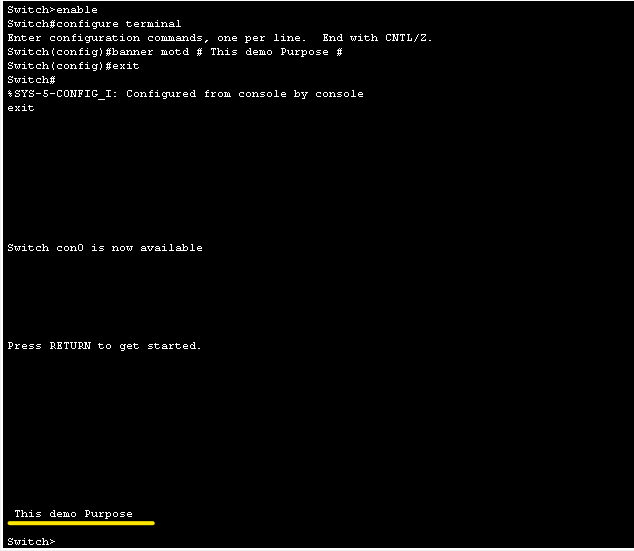 Switch>enable
Switch#configure terminal
Enter configuration commands, one per line.  End with CNTL/Z.
Switch(config)#banner motd # This demo Purpose #
Switch(config)#exit
Switch#
%SYS-5-CONFIG_I: Configured from console by console
exit
Switch con0 is now available
Press RETURN to get started.
This demo Purpose
Switch>